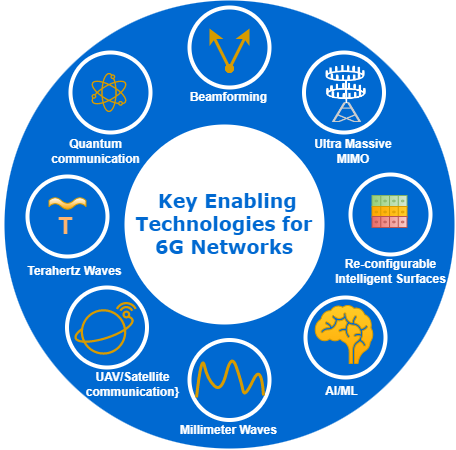 Beamforming
Ultra Massive
MIMO
Re-configurable
Intelligent Surfaces
AI/ML
Millimeter Waves
UAV/Satellite
communication}
T
Terahertz Waves
Quantum
communication
Key Enabling
Technologies for
6G Networks